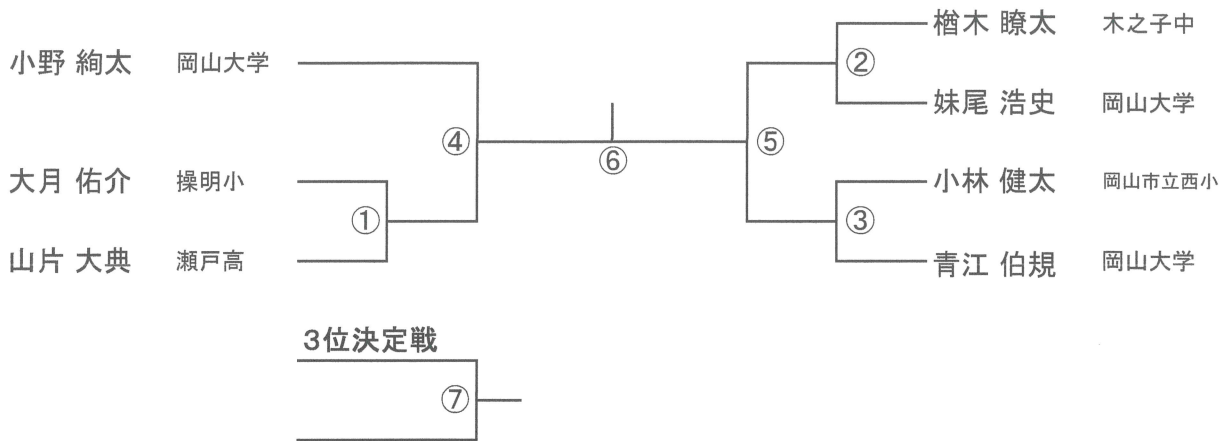 小野 絢太 岡山大学
④
大月 佑介 操明小
①
山片 大典 瀬戸高
⑥
楢木 瞭太 木之子中
②
妹尾 浩史 岡山大学
⑤
小林 健太 岡山市立西小
③
青江 伯規 岡山大学
3位決定戦
⑦